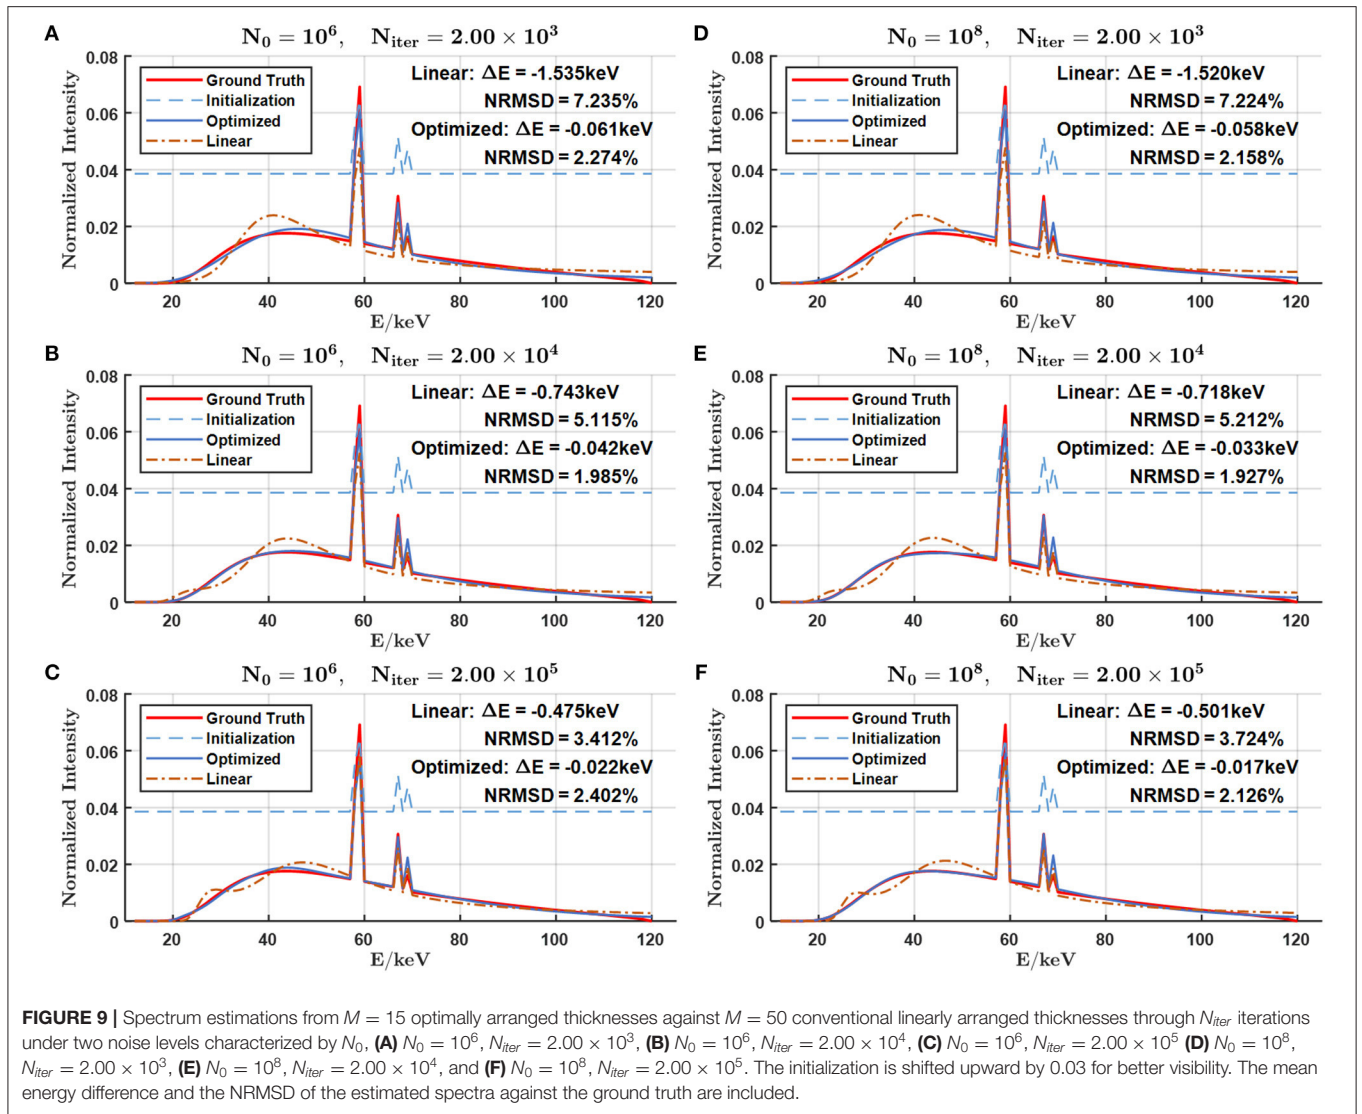 A
N₀ = 10⁶, N_iter = 2.00 × 10³
Normalized Intensity
0.08
0.06
0.04
0.02
0
Ground Truth
Initialization
Optimized
Linear
Linear: ΔE = -1.535keV
NRMSD = 7.235%
Optimized: ΔE = -0.061keV
NRMSD = 2.274%
20 40 60 80 100 120
E/keV
B
N₀ = 10⁶, N_iter = 2.00 × 10⁴
Normalized Intensity
0.08
0.06
0.04
0.02
0
Ground Truth
Initialization
Optimized
Linear
Linear: ΔE = -0.743keV
NRMSD = 5.115%
Optimized: ΔE = -0.042keV
NRMSD = 1.985%
20 40 60 80 100 120
E/keV
C
N₀ = 10⁶, N_iter = 2.00 × 10⁵
Normalized Intensity
0.08
0.06
0.04
0.02
0
Ground Truth
Initialization
Optimized
Linear
Linear: ΔE = -0.475keV
NRMSD = 3.412%
Optimized: ΔE = -0.022keV
NRMSD = 2.402%
20 40 60 80 100 120
E/keV
D
N₀ = 10⁸, N_iter = 2.00 × 10³
Normalized Intensity
0.08
0.06
0.04
0.02
0
Ground Truth
Initialization
Optimized
Linear
Linear: ΔE = -1.520keV
NRMSD = 7.224%
Optimized: ΔE = -0.058keV
NRMSD = 2.158%
20 40 60 80 100 120
E/keV
E
N₀ = 10⁸, N_iter = 2.00 × 10⁴
Normalized Intensity
0.08
0.06
0.04
0.02
0
Ground Truth
Initialization
Optimized
Linear
Linear: ΔE = -0.718keV
NRMSD = 5.212%
Optimized: ΔE = -0.033keV
NRMSD = 1.927%
20 40 60 80 100 120
E/keV
F
N₀ = 10⁸, N_iter = 2.00 × 10⁵
Normalized Intensity
0.08
0.06
0.04
0.02
0
Ground Truth
Initialization
Optimized
Linear
Linear: ΔE = -0.501keV
NRMSD = 3.724%
Optimized: ΔE = -0.017keV
NRMSD = 2.126%
20 40 60 80 100 120
E/keV
FIGURE 9 | Spectrum estimations from M = 15 optimally arranged thicknesses against M = 50 conventional linearly arranged thicknesses through N_iter iterations
under two noise levels characterized by N₀, (A) N₀ = 10⁶, N_iter = 2.00 × 10³, (B) N₀ = 10⁶, N_iter = 2.00 × 10⁴, (C) N₀ = 10⁶, N_iter = 2.00 × 10⁵ (D) N₀ = 10⁸,
N_iter = 2.00 × 10³, (E) N₀ = 10⁸, N_iter = 2.00 × 10⁴, and (F) N₀ = 10⁸, N_iter = 2.00 × 10⁵. The initialization is shifted upward by 0.03 for better visibility. The mean
energy difference and the NRMSD of the estimated spectra against the ground truth are included.